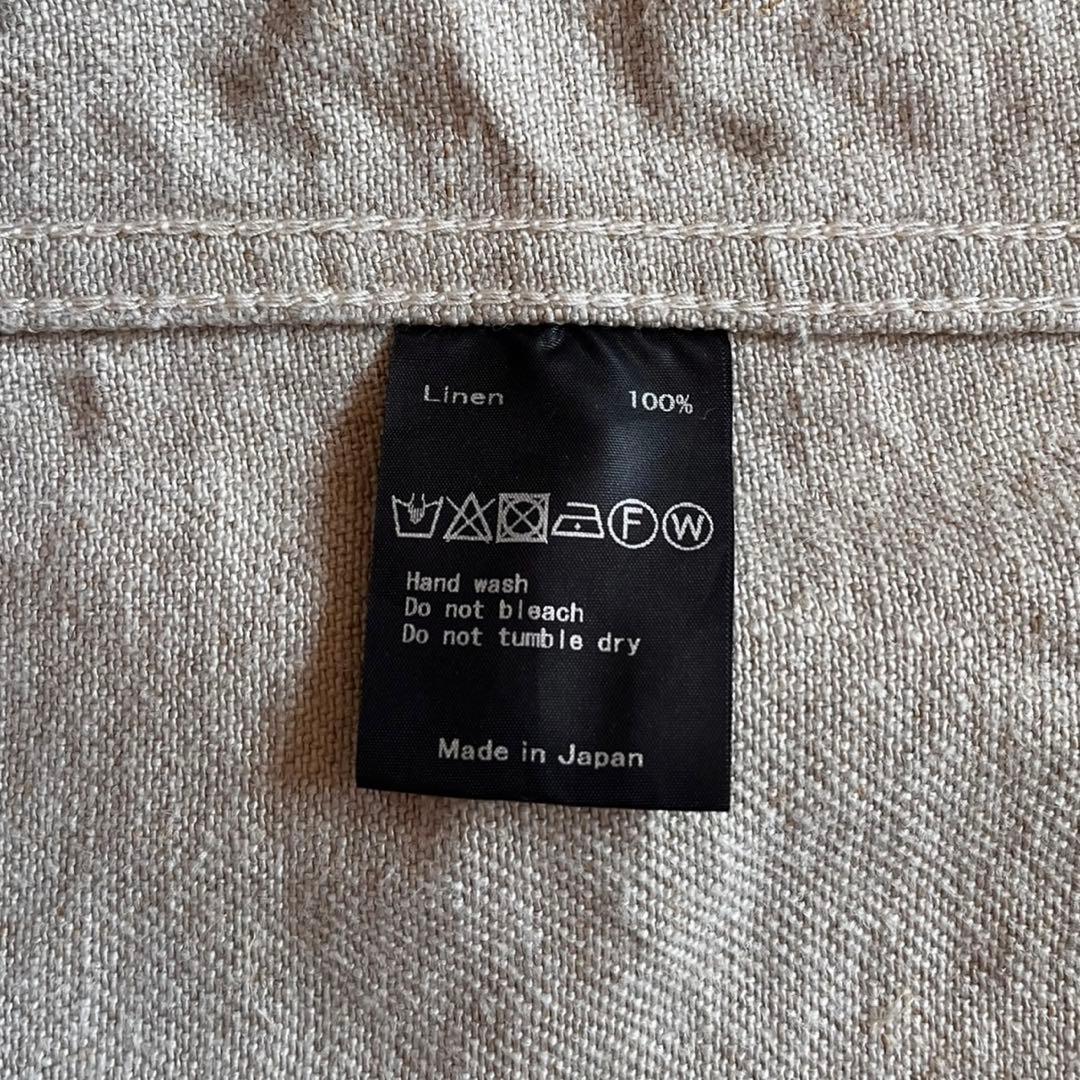 Linen 100%
F W
Hand wash
Do not bleach
Do not tumble dry
Made in Japan